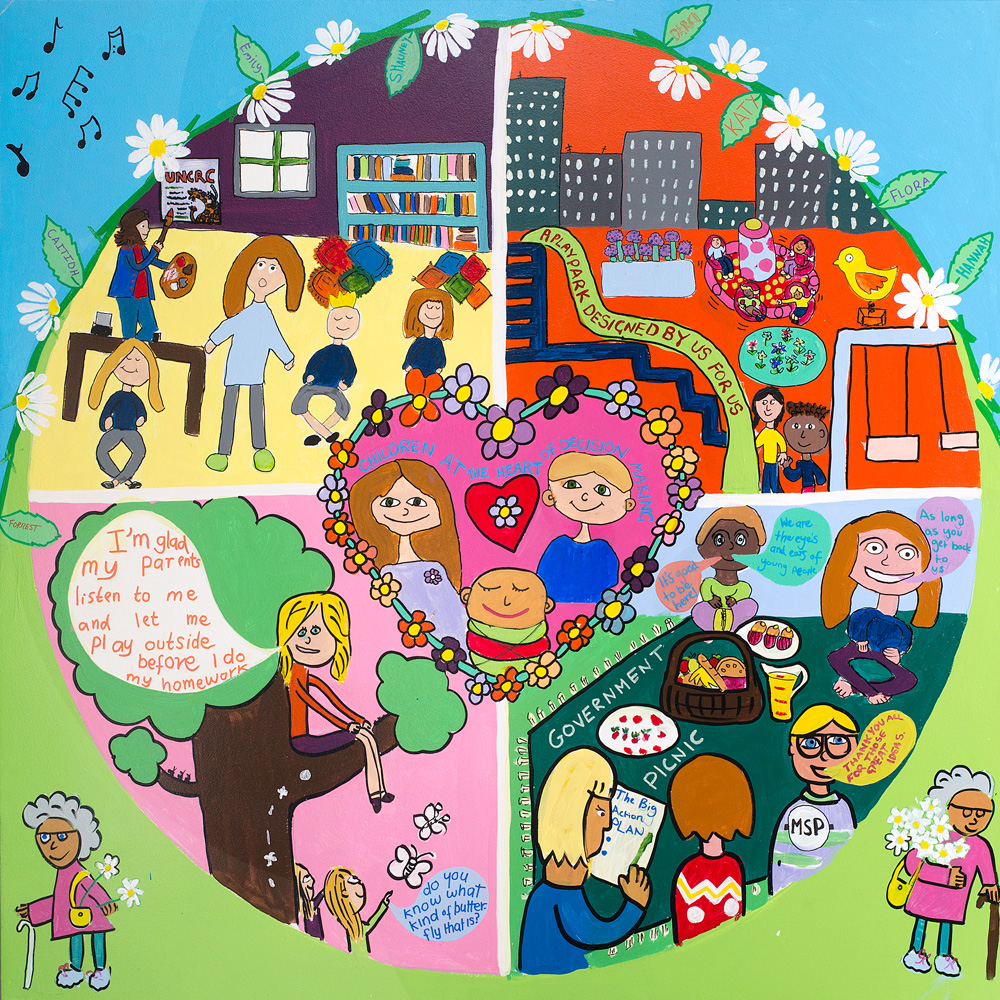 Emily
SHAUNEY
JARED
KATY
FLORA
HANNAH
FORREST
UNCRC
A PLAYPARK DESIGNED BY US FOR US
CHILDREN AT THE HEART OF DECISION MAKING
I'm glad
my parents
listen to me
and let me
play outside
before I do
my homework
It's good
to be
here!
We are
the eye's
and ears of
young people
As long
as you
get back
to
us
GOVERNMENT
PICNIC
THANK YOU ALL
FOR THOSE
GREAT
IDEAS.
The Big
Action
PLAN
MSP
do you
know what
kind of butter-
fly that is?